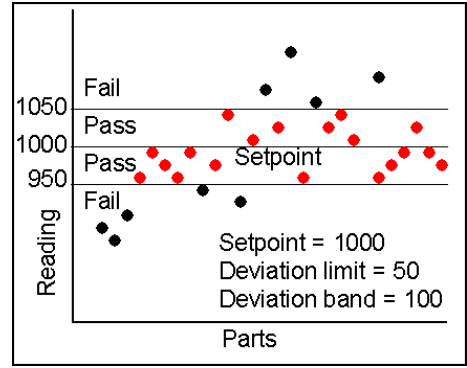 Fail
1050
Pass
1000
Setpoint
Pass
950
Fail
Reading
Setpoint = 1000
Deviation limit = 50
Deviation band = 100
Parts